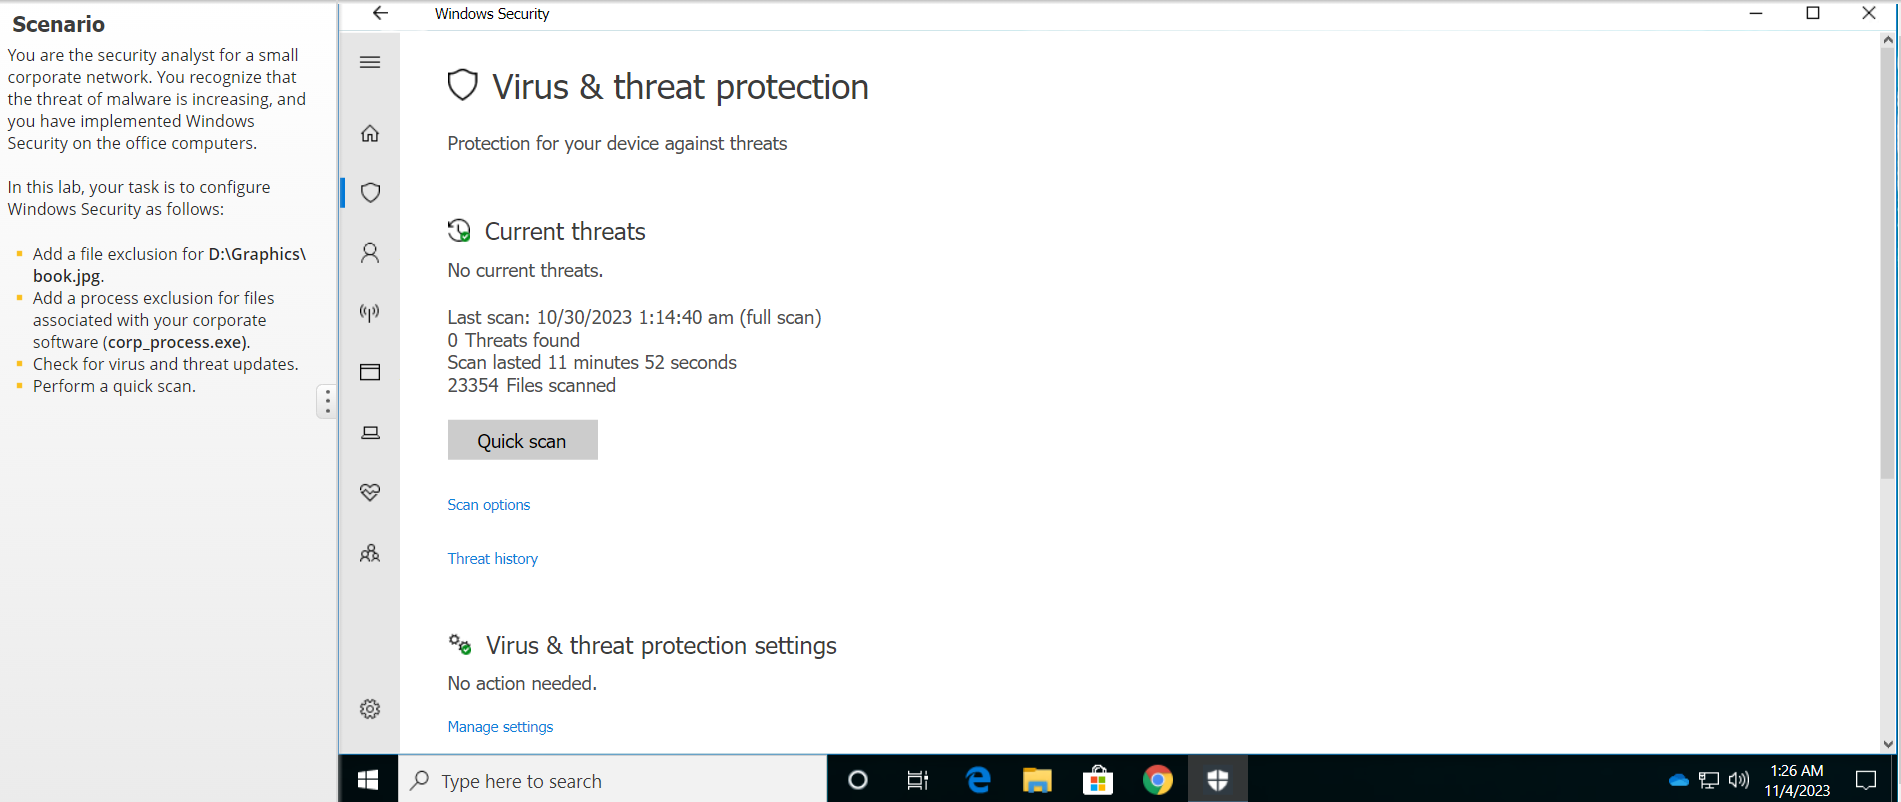 Scenario
You are the security analyst for a small
corporate network. You recognize that
the threat of malware is increasing, and
you have implemented Windows
Security on the office computers.
In this lab, your task is to configure
Windows Security as follows:
Add a file exclusion for D:\Graphics\
book.jpg.
Add a process exclusion for files
associated with your corporate
software (corp_process.exe).
Check for virus and threat updates.
Perform a quick scan.
Windows Security
Virus & threat protection
Protection for your device against threats
Current threats
No current threats.
Last scan: 10/30/2023 1:14:40 am (full scan)
0 Threats found
Scan lasted 11 minutes 52 seconds
23354 Files scanned
Quick scan
Scan options
Threat history
Virus & threat protection settings
No action needed.
Manage settings
Type here to search
1:26 AM
11/4/2023